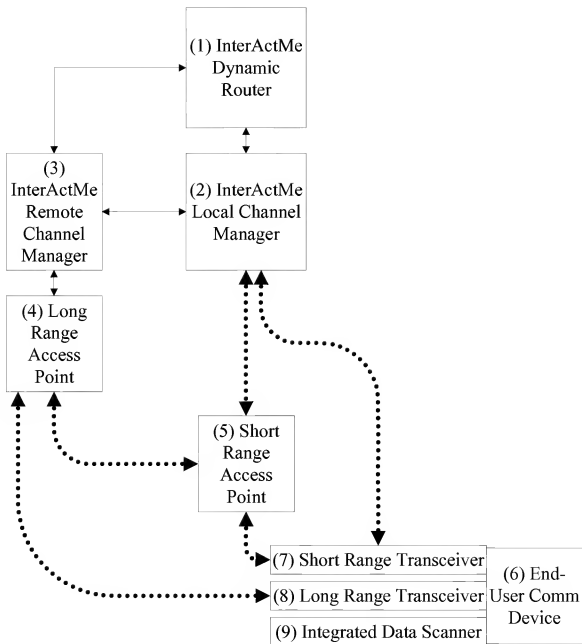 (1) InterActMe
Dynamic
Router
(3)
InterActMe
Remote
Channel
Manager
(2) InterActMe
Local Channel
Manager
(4) Long
Range
Access
Point
(5) Short
Range
Access
Point
(7) Short Range Transceiver
(8) Long Range Transceiver
(9) Integrated Data Scanner
(6) End-
User Comm
Device